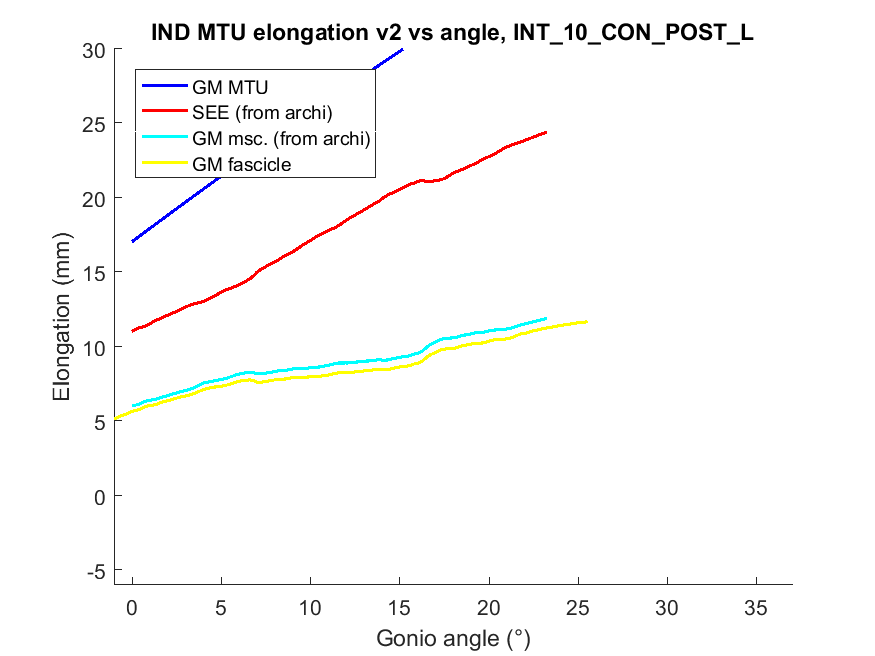 IND MTU elongation v2 vs angle, INT_10_CON_POST_L
30
25
20
15
10
5
0
-5
Elongation (mm)
GM MTU
SEE (from archi)
GM msc. (from archi)
GM fascicle
0 5 10 15 20 25 30 35
Gonio angle (°)